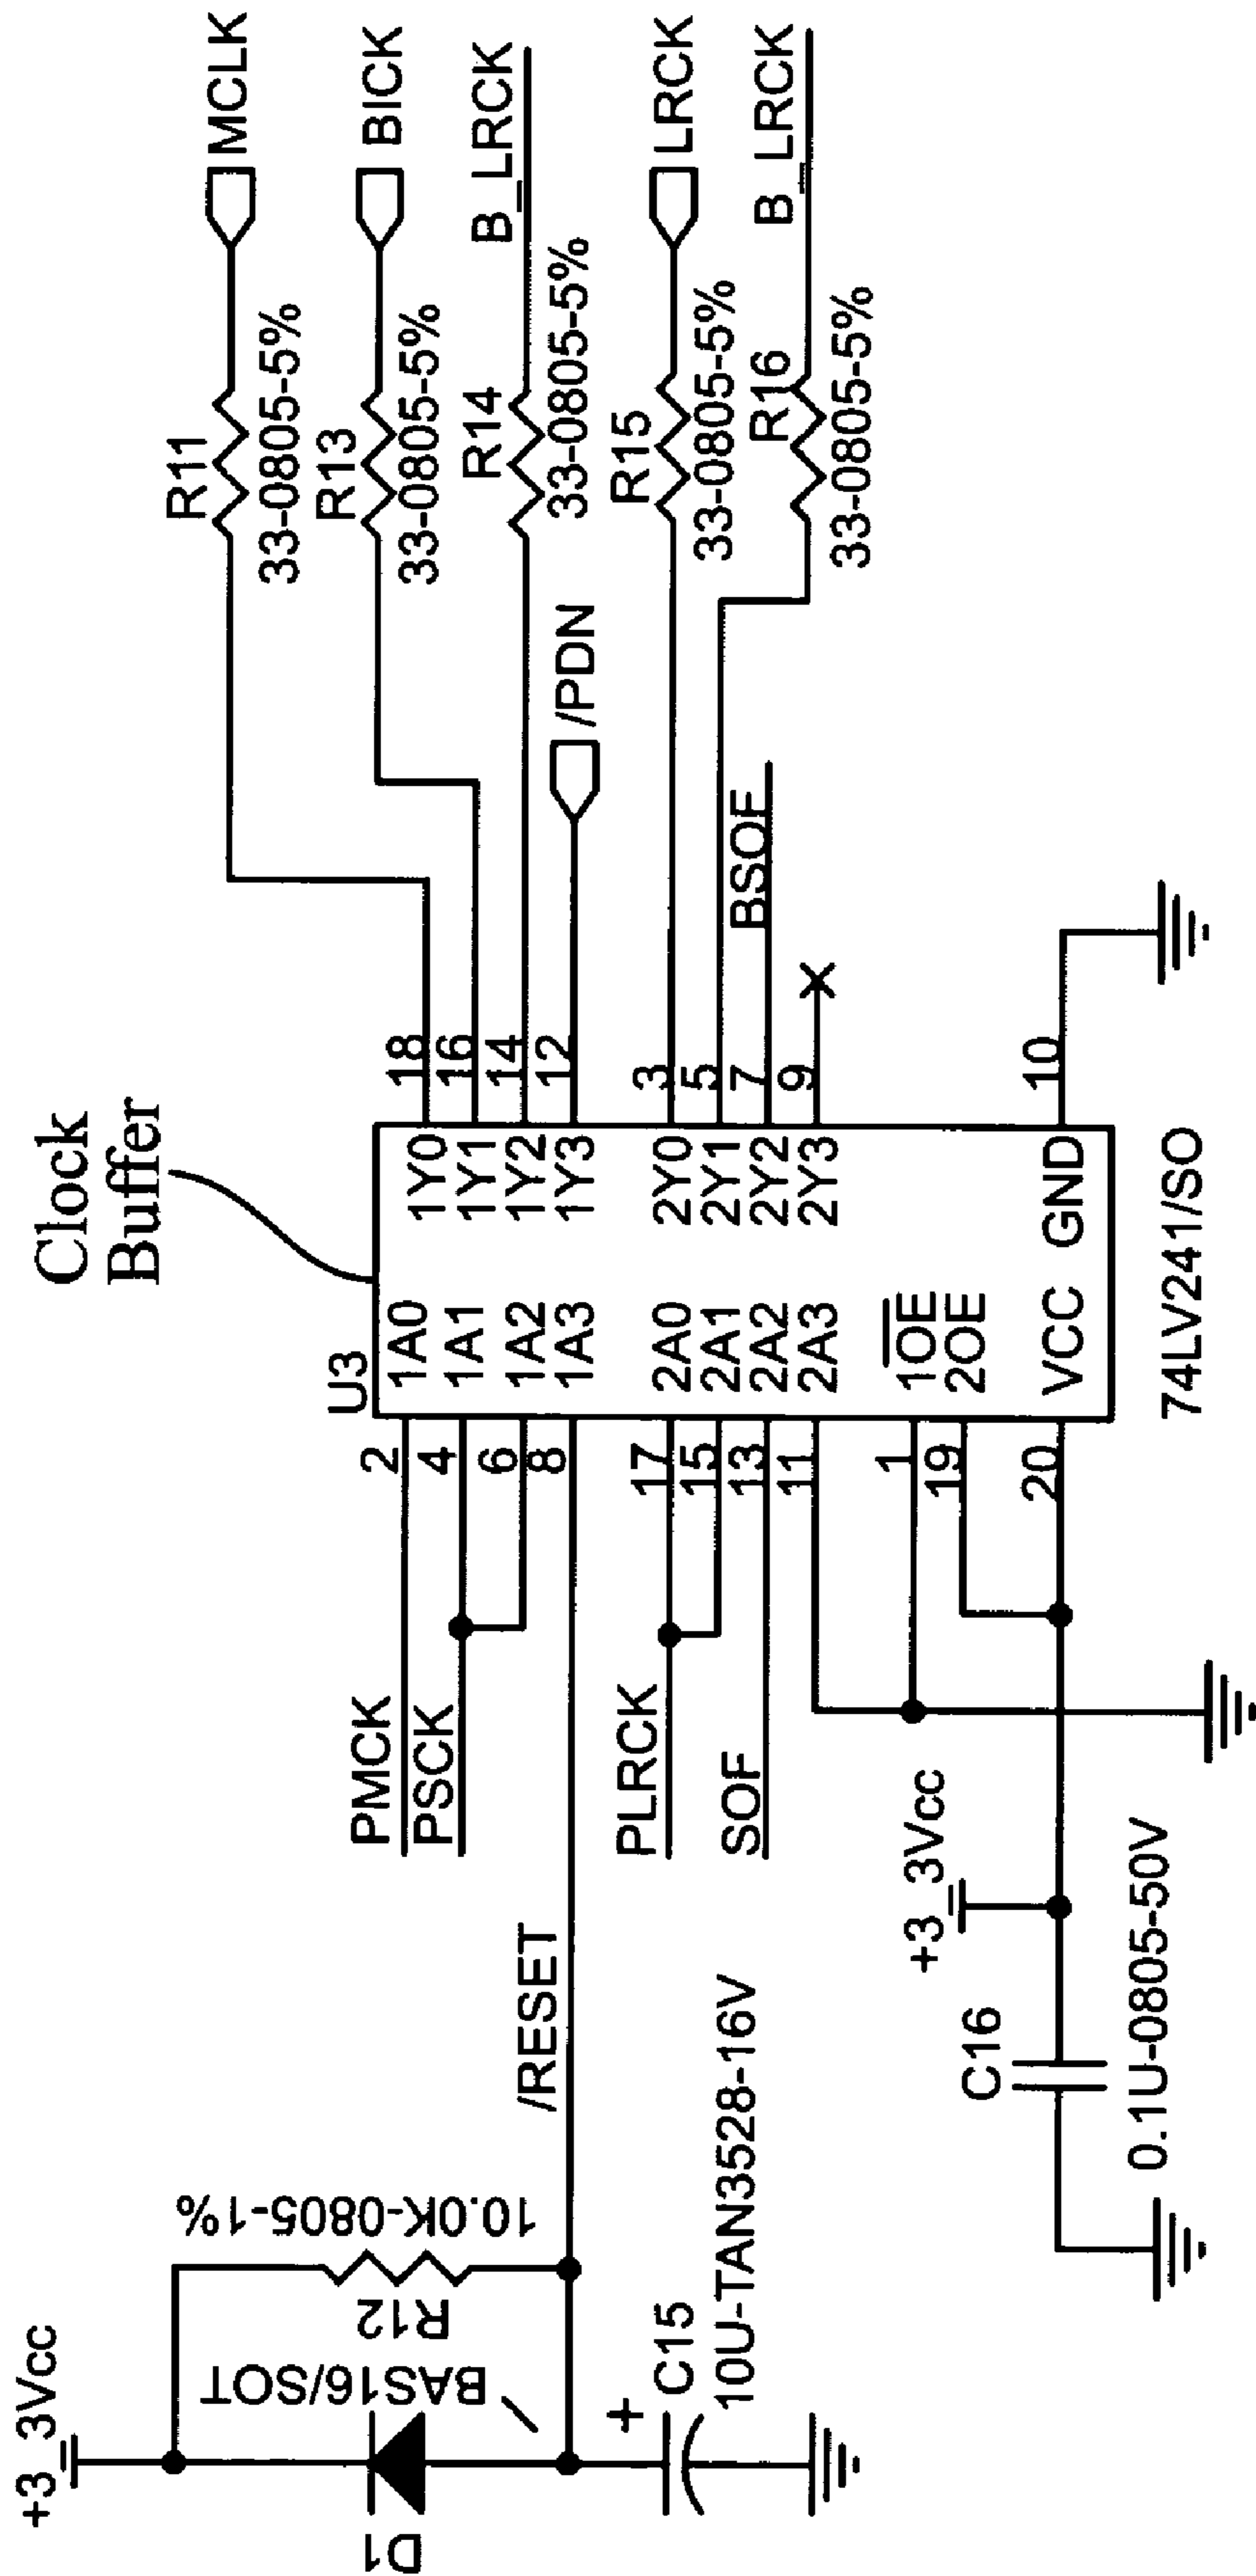 Clock
Buffer
+3_3Vcc
D1
BAS16/SOT
R12
10.0K-0805-1%
/RESET
C15
+
10U-TAN3528-16V
PMCK
PSCK
PLRCK
SOF
+3_3Vcc
C16
0.1U-0805-50V
U3
2 1A0 1Y0 18
4 1A1 1Y1 16
6 1A2 1Y2 14
8 1A3 1Y3 12
17 2A0 2Y0 3
15 2A1 2Y1 5
13 2A2 2Y2 7
11 2A3 2Y3 9
1 1OE
19 2OE
20 VCC GND 10
74LV241/SO
R11
33-0805-5%
MCLK
R13
33-0805-5%
BICK
R14
33-0805-5%
B_LRCK
/PDN
R15
33-0805-5%
LRCK
R16
33-0805-5%
B_LRCK
BSOF